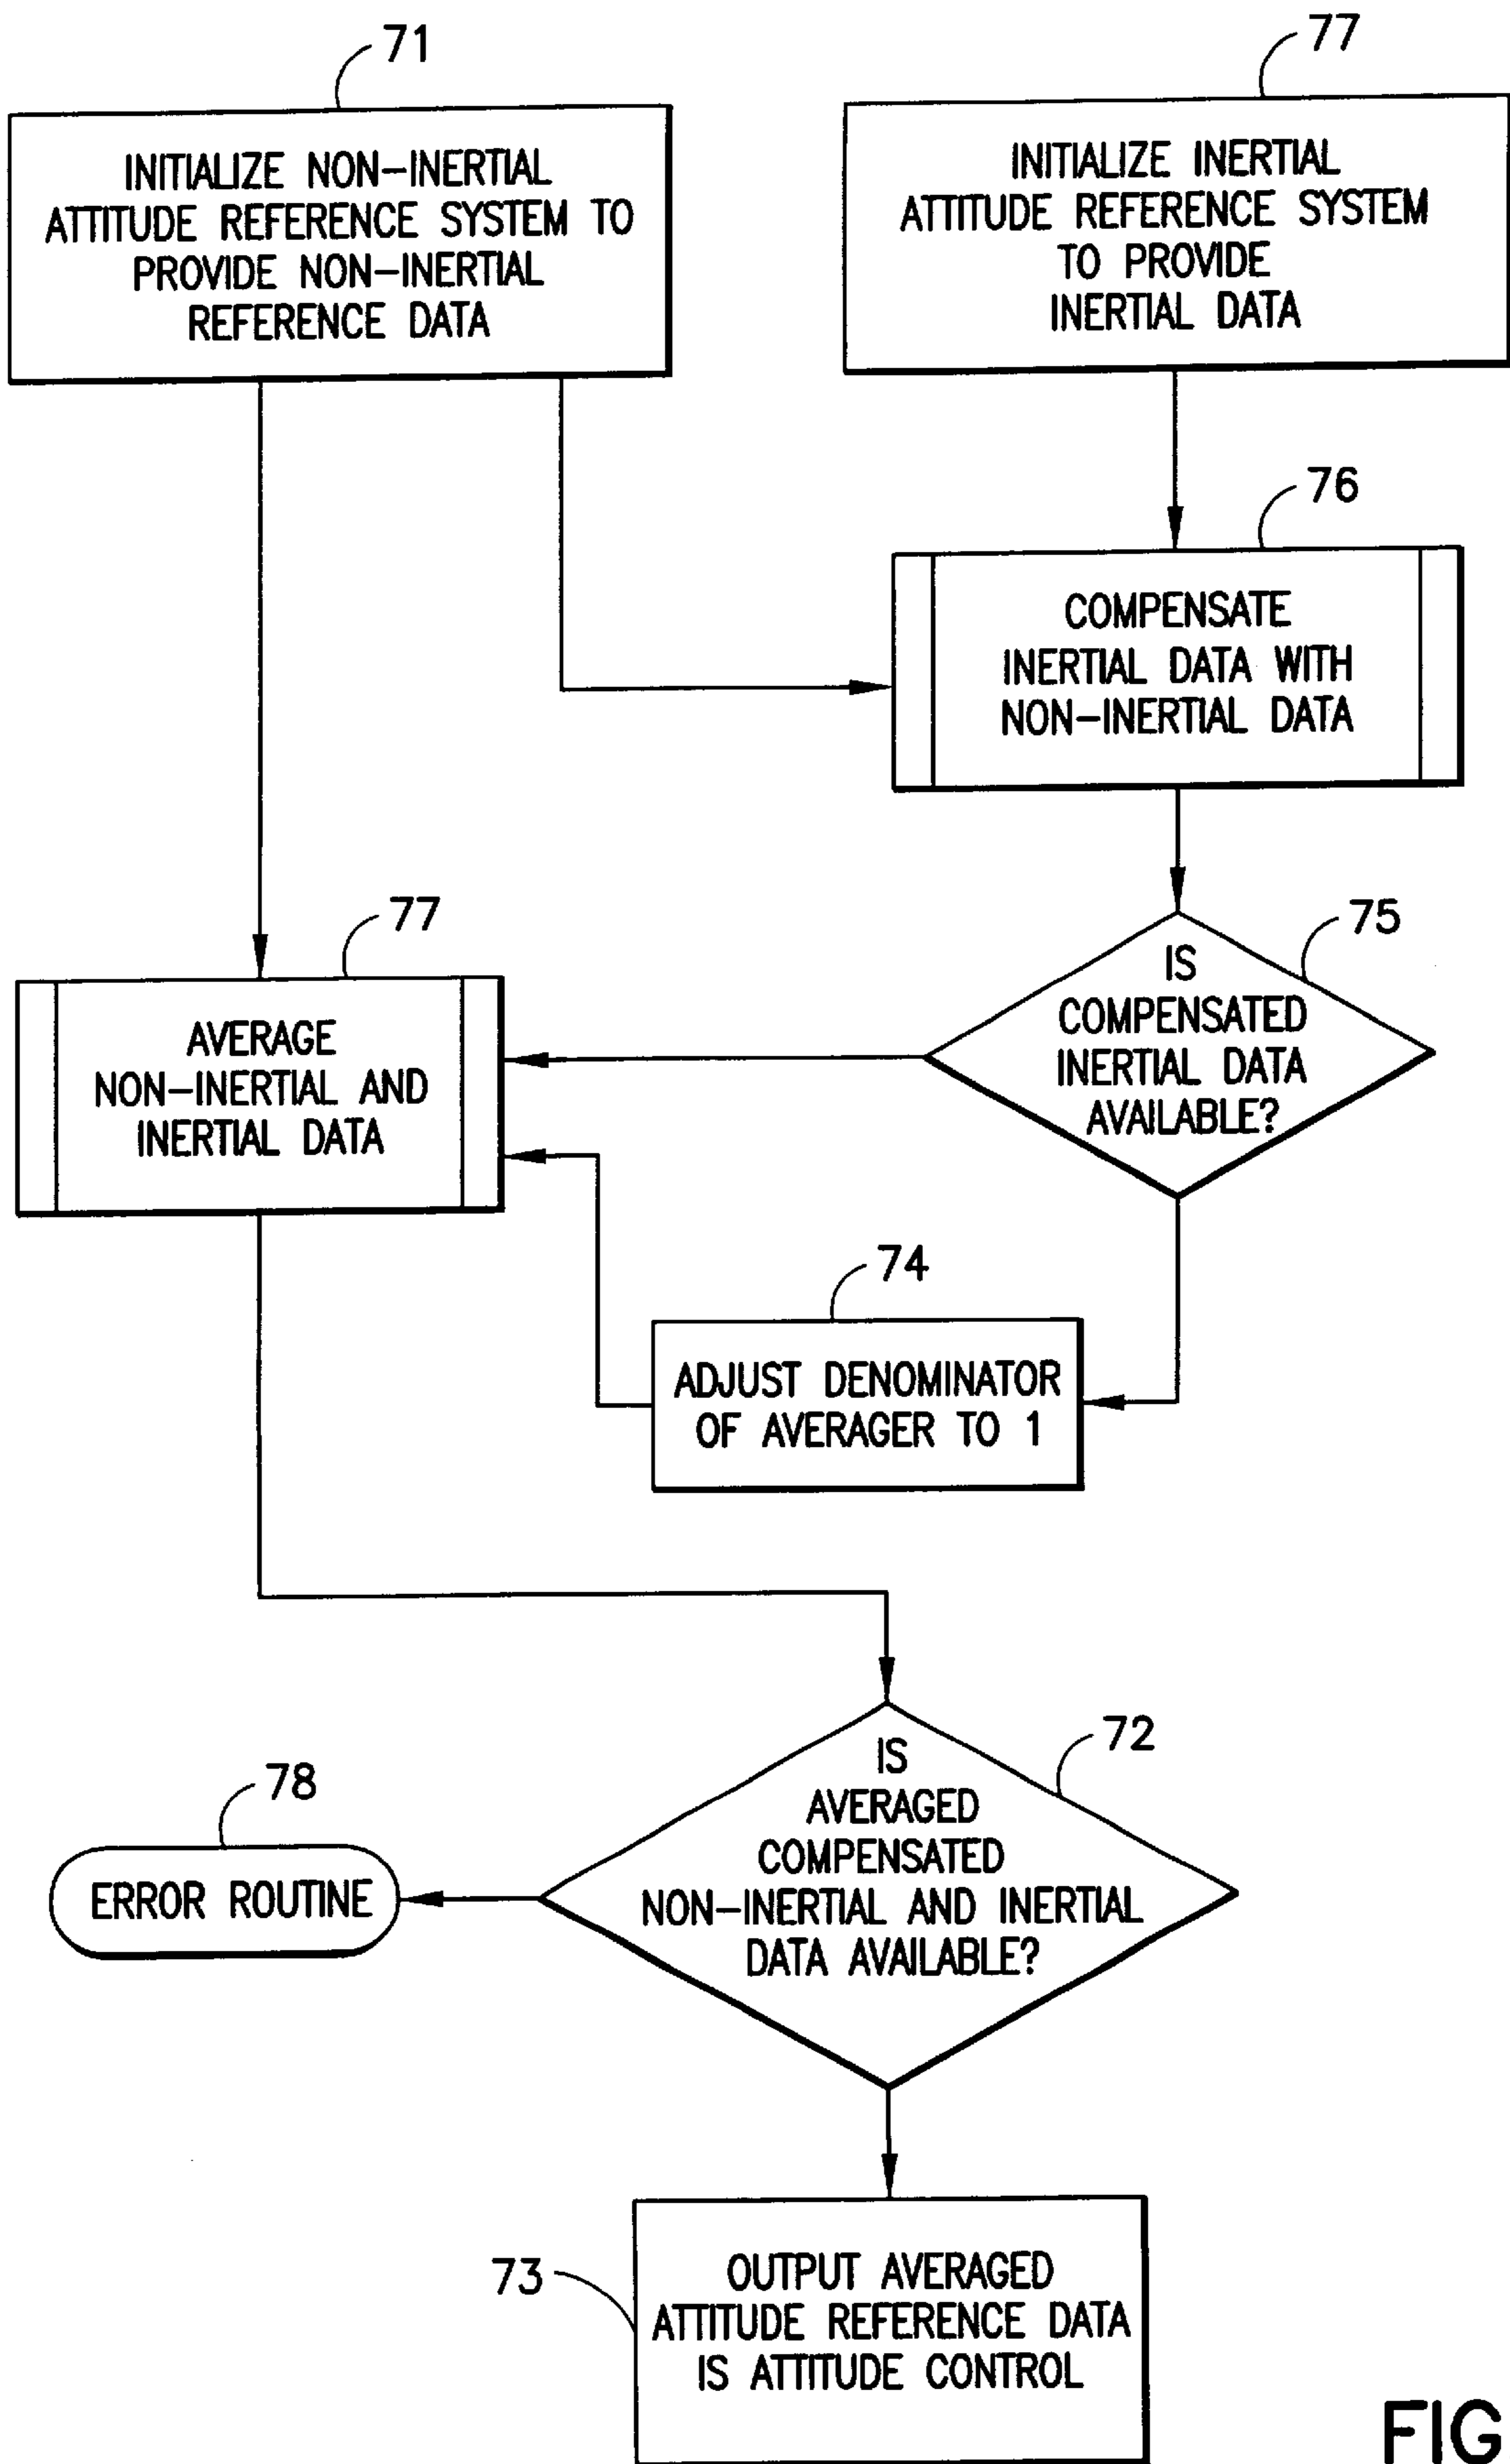 71
INITIALIZE NON-INERTIAL
ATTITUDE REFERENCE SYSTEM TO
PROVIDE NON-INERTIAL
REFERENCE DATA
77
INITIALIZE INERTIAL
ATTITUDE REFERENCE SYSTEM
TO PROVIDE
INERTIAL DATA
76
COMPENSATE
INERTIAL DATA WITH
NON-INERTIAL DATA
77
AVERAGE
NON-INERTIAL AND
INERTIAL DATA
75
IS
COMPENSATED
INERTIAL DATA
AVAILABLE?
74
ADJUST DENOMINATOR
OF AVERAGER TO 1
72
IS
AVERAGED
COMPENSATED
NON-INERTIAL AND INERTIAL
DATA AVAILABLE?
78
ERROR ROUTINE
73
OUTPUT AVERAGED
ATTITUDE REFERENCE DATA
IS ATTITUDE CONTROL
FIG